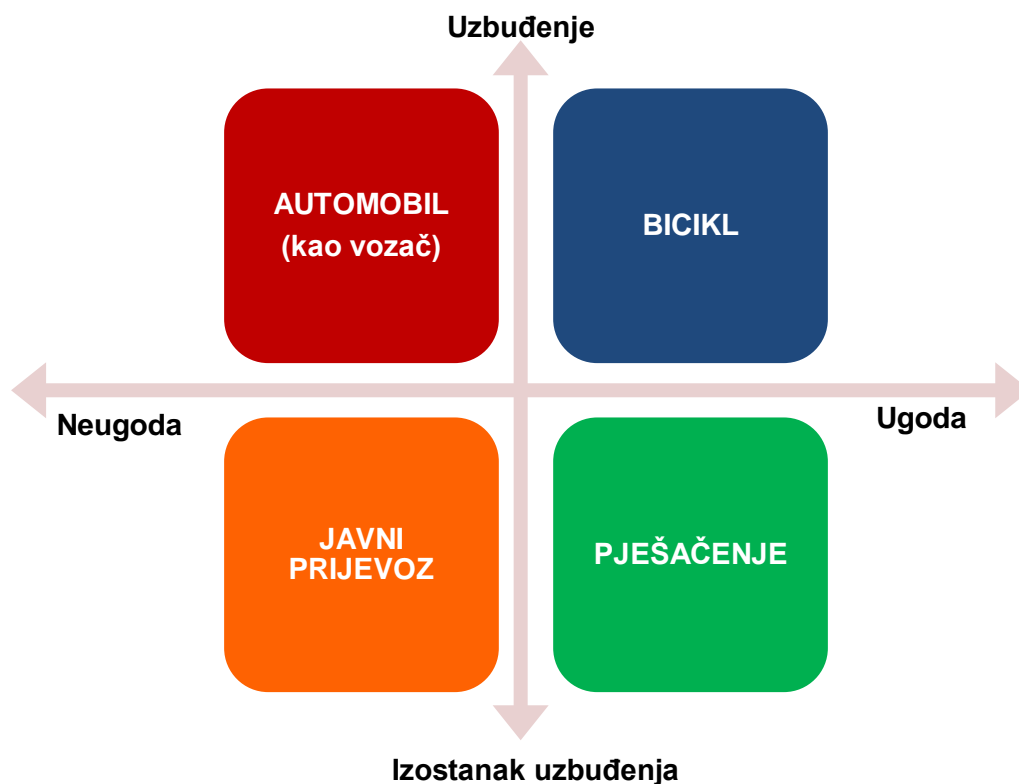 Uzbuđenje
AUTOMOBIL
(kao vozač)
BICIKL
Neugoda
Ugoda
JAVNI
PRIJEVOZ
PJEŠAČENJE
Izostanak uzbuđenja